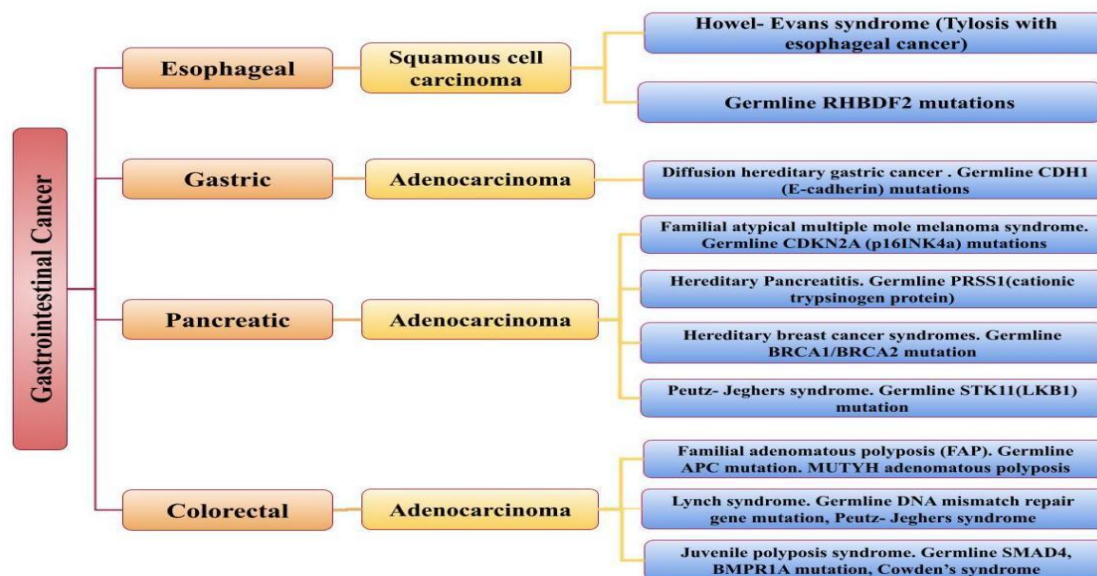 Gastrointestinal Cancer
Esophageal
Squamous cell
carcinoma
Howel- Evans syndrome (Tylosis with
esophageal cancer)
Germline RHBDF2 mutations
Gastric
Adenocarcinoma
Diffusion hereditary gastric cancer . Germline CDH1
(E-cadherin) mutations
Pancreatic
Adenocarcinoma
Familial atypical multiple mole melanoma syndrome.
Germline CDKN2A (p16INK4a) mutations
Hereditary Pancreatitis. Germline PRSS1(cationic
trypsinogen protein)
Hereditary breast cancer syndromes. Germline
BRCA1/BRCA2 mutation
Peutz- Jeghers syndrome. Germline STK11(LKB1)
mutation
Colorectal
Adenocarcinoma
Familial adenomatous polyposis (FAP). Germline
APC mutation. MUTYH adenomatous polyposis
Lynch syndrome. Germline DNA mismatch repair
gene mutation, Peutz- Jeghers syndrome
Juvenile polyposis syndrome. Germline SMAD4,
BMPR1A mutation, Cowden's syndrome